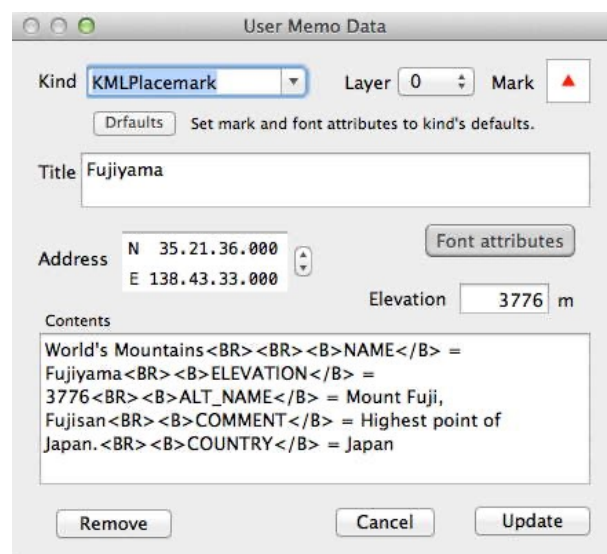 User Memo Data
Kind KMLPlacemark Layer 0 Mark
Drfaults Set mark and font attributes to kind's defaults.
Title Fujiyama
Font attributes
Address N 35.21.36.000
E 138.43.33.000
Elevation 3776 m
Contents
World's Mountains<BR><BR><B>NAME</B> =
Fujiyama<BR><B>ELEVATION</B> =
3776<BR><B>ALT_NAME</B> = Mount Fuji,
Fujisan<BR><B>COMMENT</B> = Highest point of
Japan.<BR><B>COUNTRY</B> = Japan
Remove Cancel Update